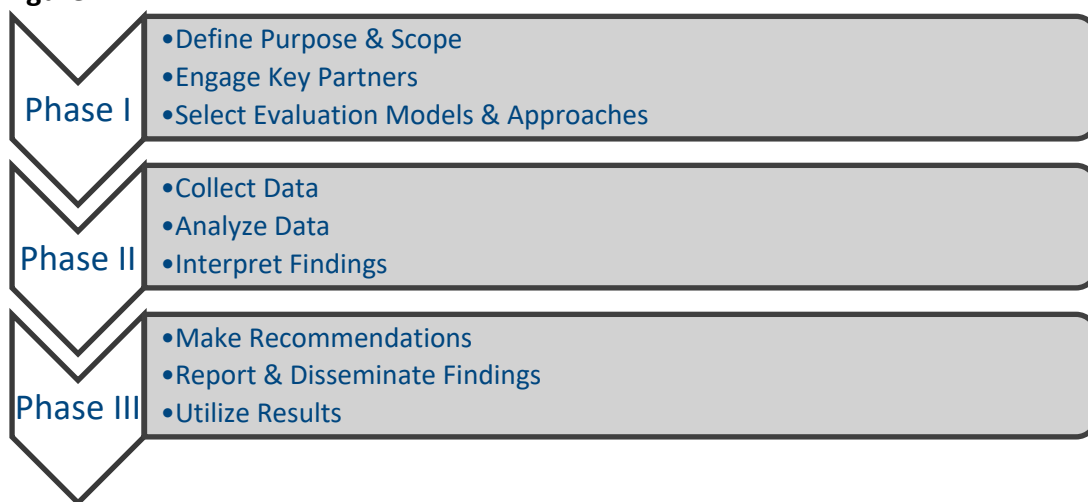 Phase I
•Define Purpose & Scope
•Engage Key Partners
•Select Evaluation Models & Approaches
Phase II
•Collect Data
•Analyze Data
•Interpret Findings
Phase III
•Make Recommendations
•Report & Disseminate Findings
•Utilize Results